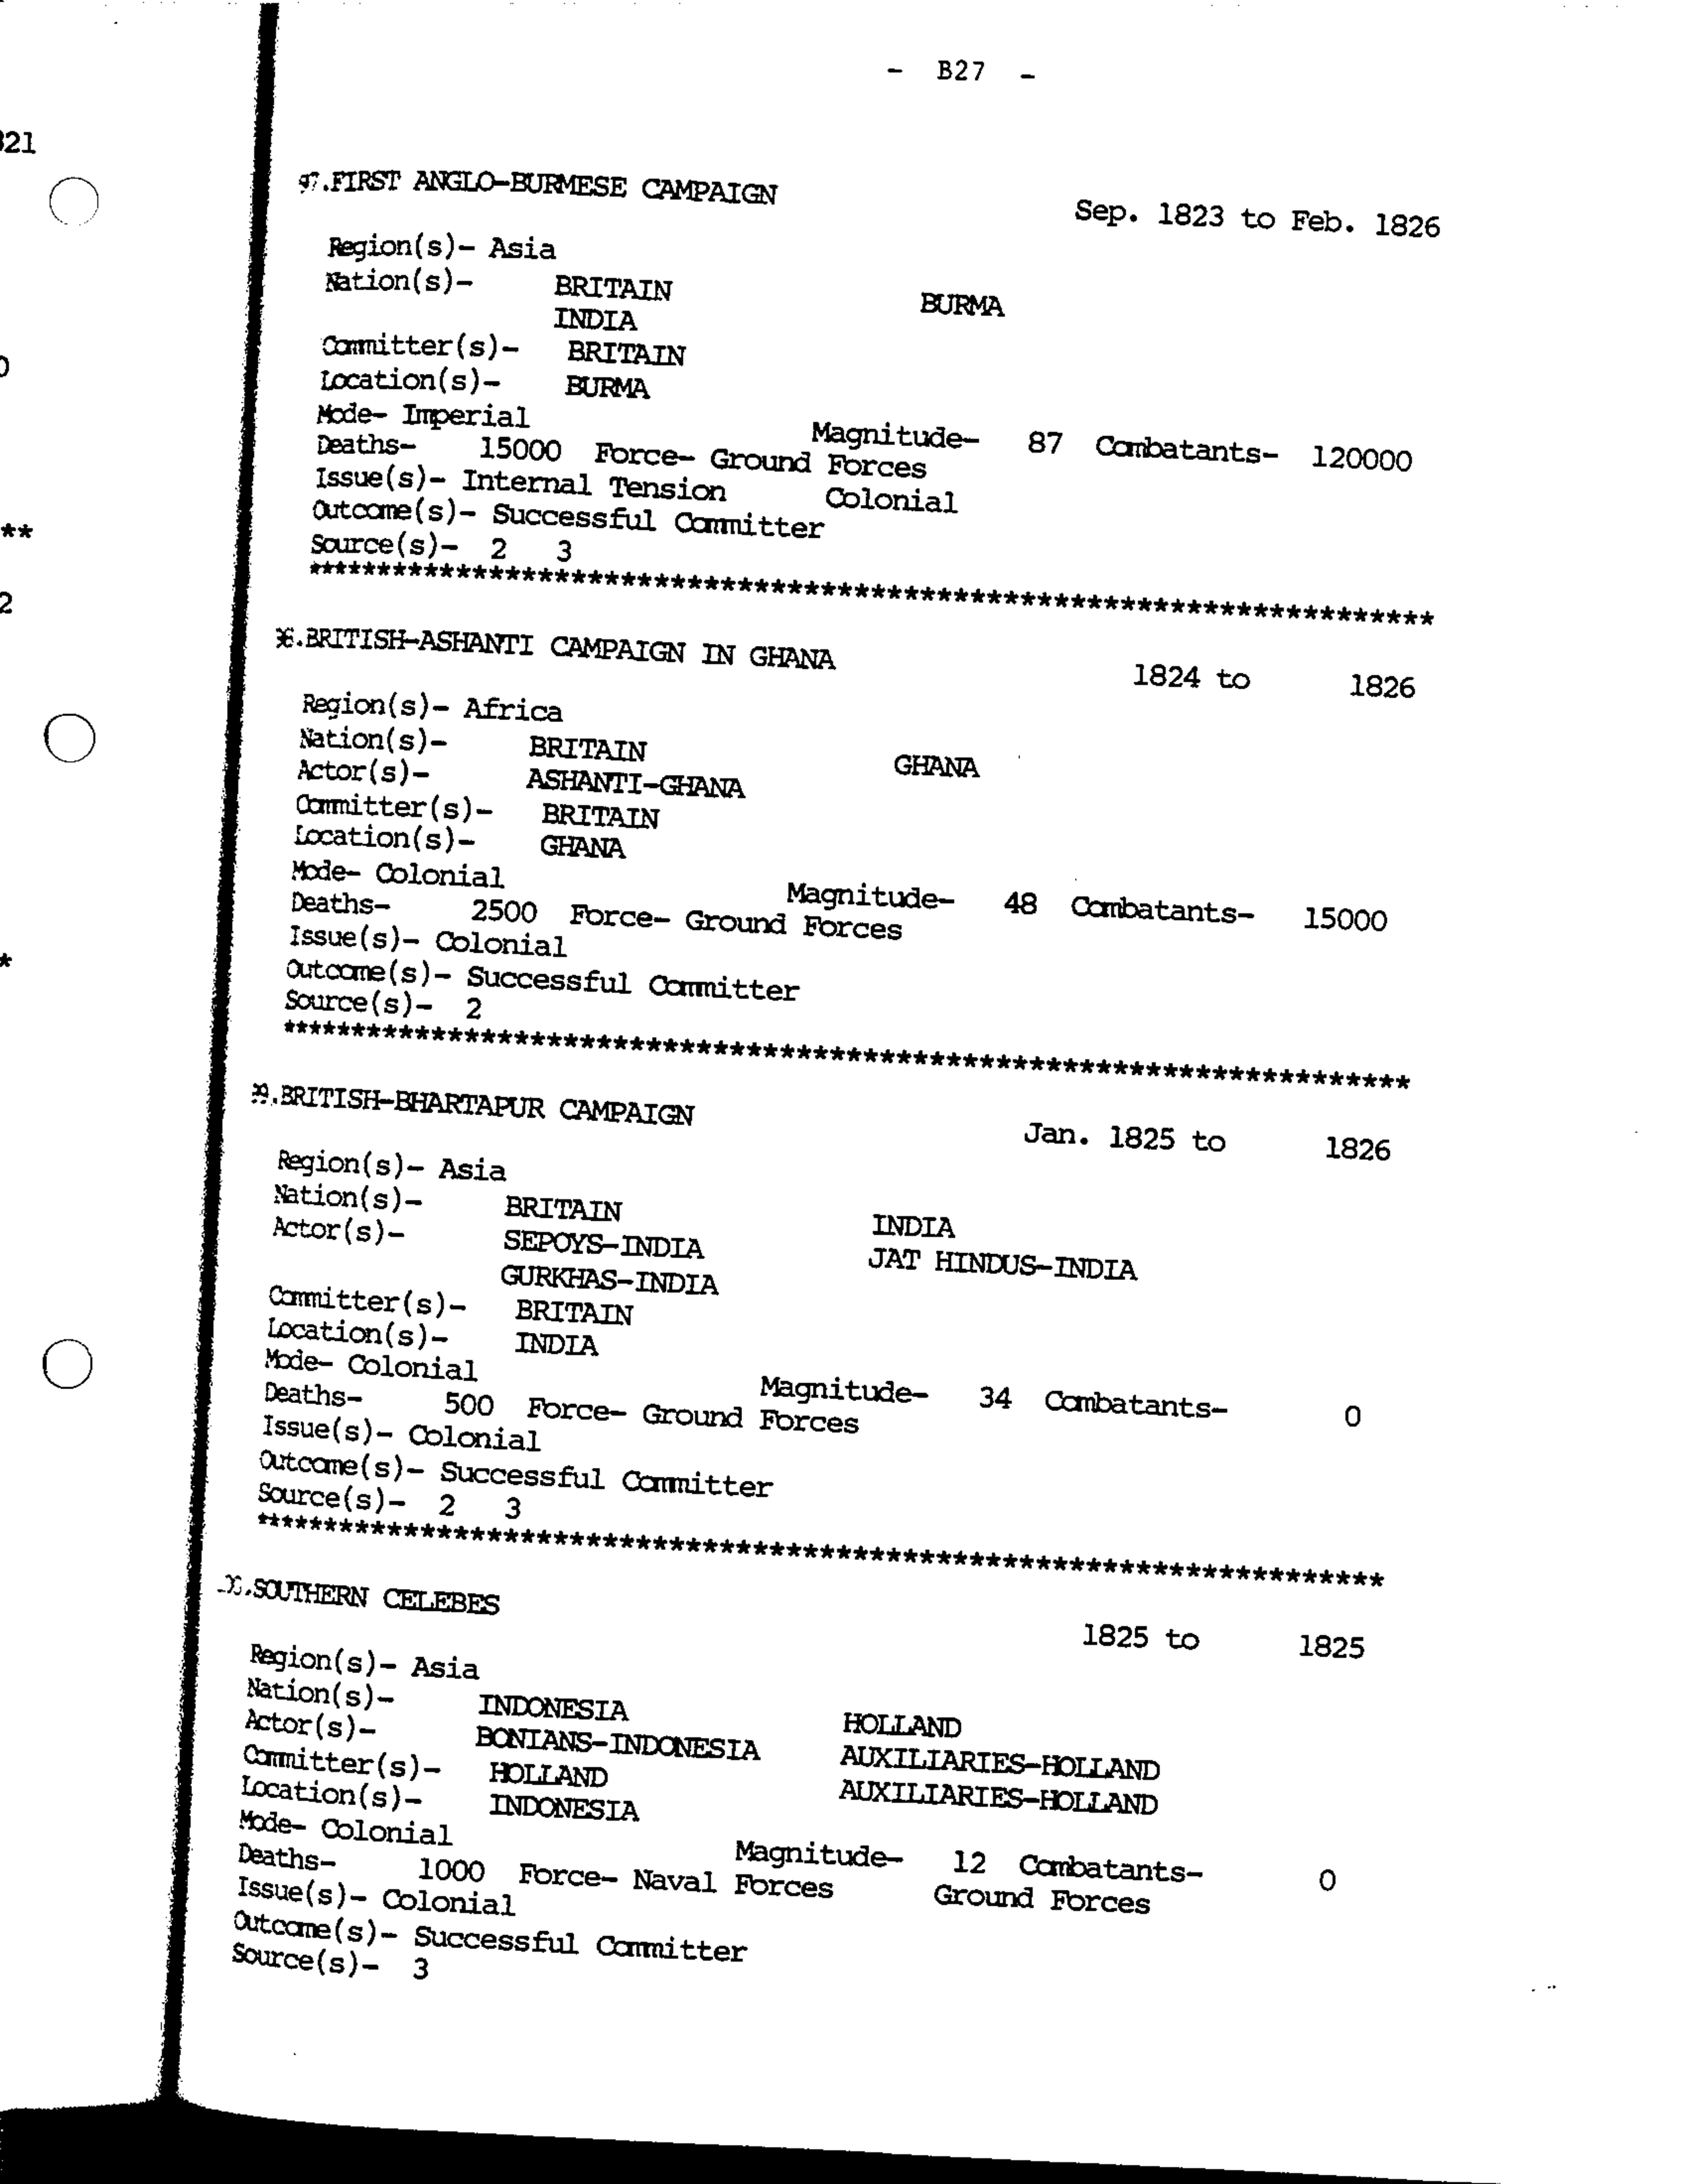 - B27 -
321
97.FIRST ANGLO-BURMESE CAMPAIGN Sep. 1823 to Feb. 1826
Region(s)- Asia
Nation(s)- BRITAIN BURMA
INDIA
0
Committer(s)- BRITAIN
Location(s)- BURMA
Mode- Imperial Magnitude- 87 Combatants- 120000
Deaths- 15000 Force- Ground Forces
Issue(s)- Internal Tension Colonial
Outcome(s)- Successful Committer
**
Source(s)- 2 3
**********************************************************************
2
.BRITISH-ASHANTI CAMPAIGN IN GHANA 1824 to 1826
Region(s)- Africa
Nation(s)- BRITAIN GHANA
Actor(s)- ASHANTI-GHANA
Committer(s)- BRITAIN
Location(s)- GHANA
Mode- Colonial Magnitude- 48 Combatants- 15000
Deaths- 2500 Force- Ground Forces
Issue(s)- Colonial
*
Outcome(s)- Successful Committer
Source(s)- 2
**********************************************************************
.BRITISH-BHARTAPUR CAMPAIGN Jan. 1825 to 1826
Region(s)- Asia
Nation(s)- BRITAIN INDIA
Actor(s)- SEPOYS-INDIA JAT HINDUS-INDIA
GURKHAS-INDIA
Committer(s)- BRITAIN
Location(s)- INDIA
Mode- Colonial Magnitude- 34 Combatants- 0
Deaths- 500 Force- Ground Forces
Issue(s)- Colonial
Outcome(s)- Successful Committer
Source(s)- 2 3
**********************************************************************
.SOUTHERN CELEBES 1825 to 1825
Region(s)- Asia
Nation(s)- INDONESIA HOLLAND
Actor(s)- BONIANS-INDONESIA AUXILIARIES-HOLLAND
Committer(s)- HOLLAND AUXILIARIES-HOLLAND
Location(s)- INDONESIA
Mode- Colonial Magnitude- 12 Combatants- 0
Deaths- 1000 Force- Naval Forces Ground Forces
Issue(s)- Colonial
Outcome(s)- Successful Committer
Source(s)- 3